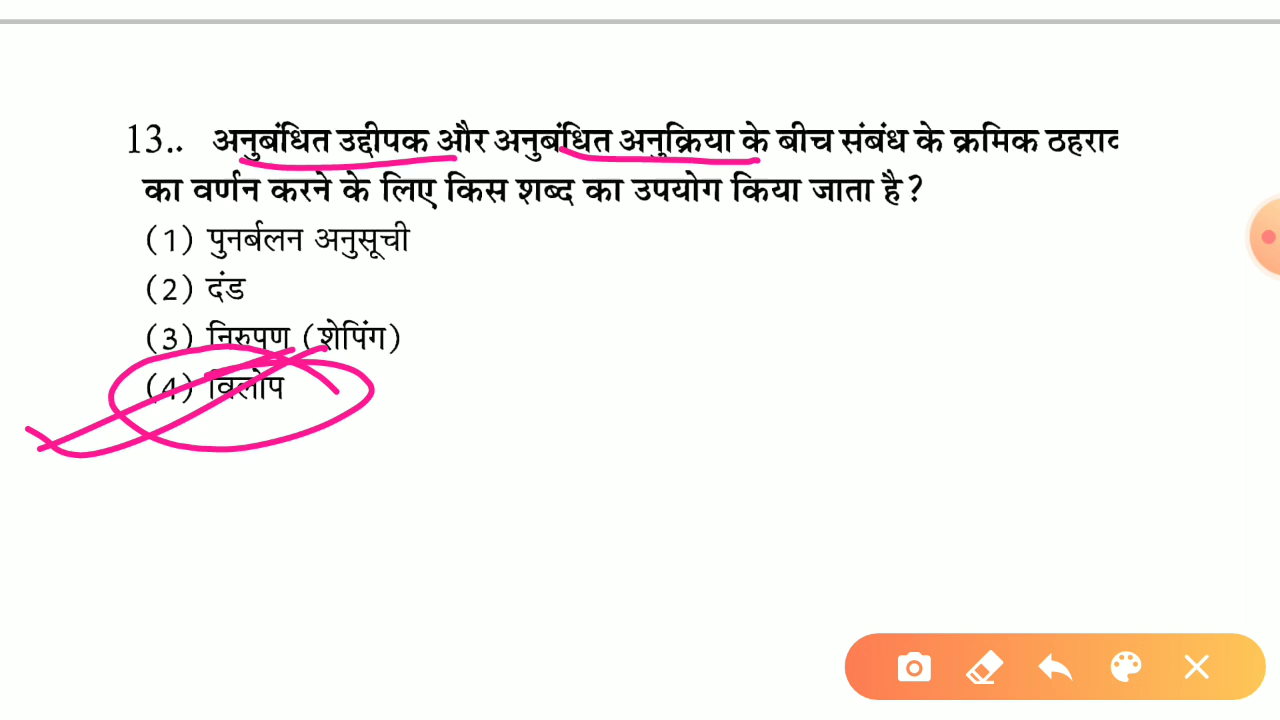 13.. अनुबंधित उद्दीपक और अनुबंधित अनुक्रिया के बीच संबंध के क्रमिक ठहराव
का वर्णन करने के लिए किस शब्द का उपयोग किया जाता है?
(1) पुनर्बलन अनुसूची
(2) दंड
(3) निरुपण (शेपिंग)
(4) विलोप